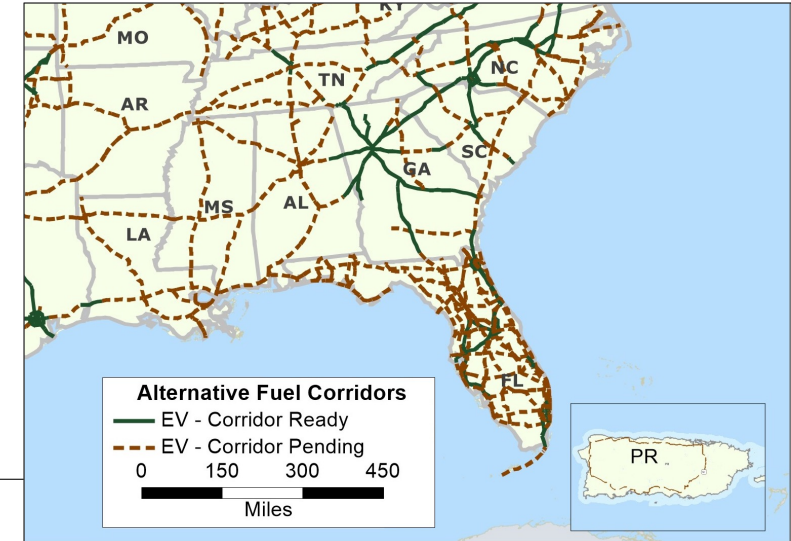 KY
MO
NC
TN
AR
SC
GA
AL
MS
LA
FL
Alternative Fuel Corridors
EV - Corridor Ready
EV - Corridor Pending
0 150 300 450
Miles
PR